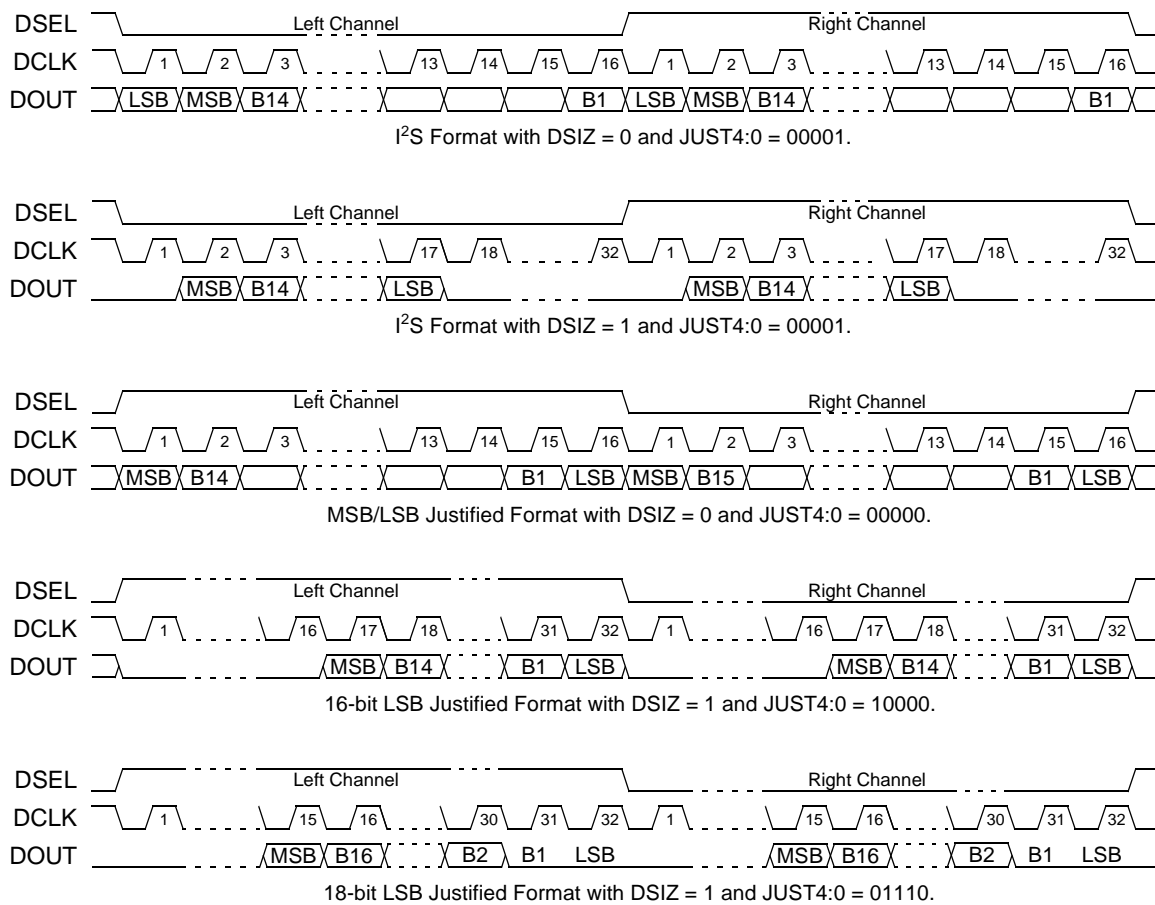 DSEL Left Channel Right Channel
DCLK 1 2 3 13 14 15 16 1 2 3 13 14 15 16
DOUT LSB MSB B14 B1 LSB MSB B14 B1
I²S Format with DSIZ = 0 and JUST4:0 = 00001.
DSEL Left Channel Right Channel
DCLK 1 2 3 17 18 32 1 2 3 17 18 32
DOUT MSB B14 LSB MSB B14 LSB
I²S Format with DSIZ = 1 and JUST4:0 = 00001.
DSEL Left Channel Right Channel
DCLK 1 2 3 13 14 15 16 1 2 3 13 14 15 16
DOUT MSB B14 B1 LSB MSB B15 B1 LSB
MSB/LSB Justified Format with DSIZ = 0 and JUST4:0 = 00000.
DSEL Left Channel Right Channel
DCLK 1 16 17 18 31 32 1 16 17 18 31 32
DOUT MSB B14 B1 LSB MSB B14 B1 LSB
16-bit LSB Justified Format with DSIZ = 1 and JUST4:0 = 10000.
DSEL Left Channel Right Channel
DCLK 1 15 16 30 31 32 1 15 16 30 31 32
DOUT MSB B16 B2 B1 LSB MSB B16 B2 B1 LSB
18-bit LSB Justified Format with DSIZ = 1 and JUST4:0 = 01110.